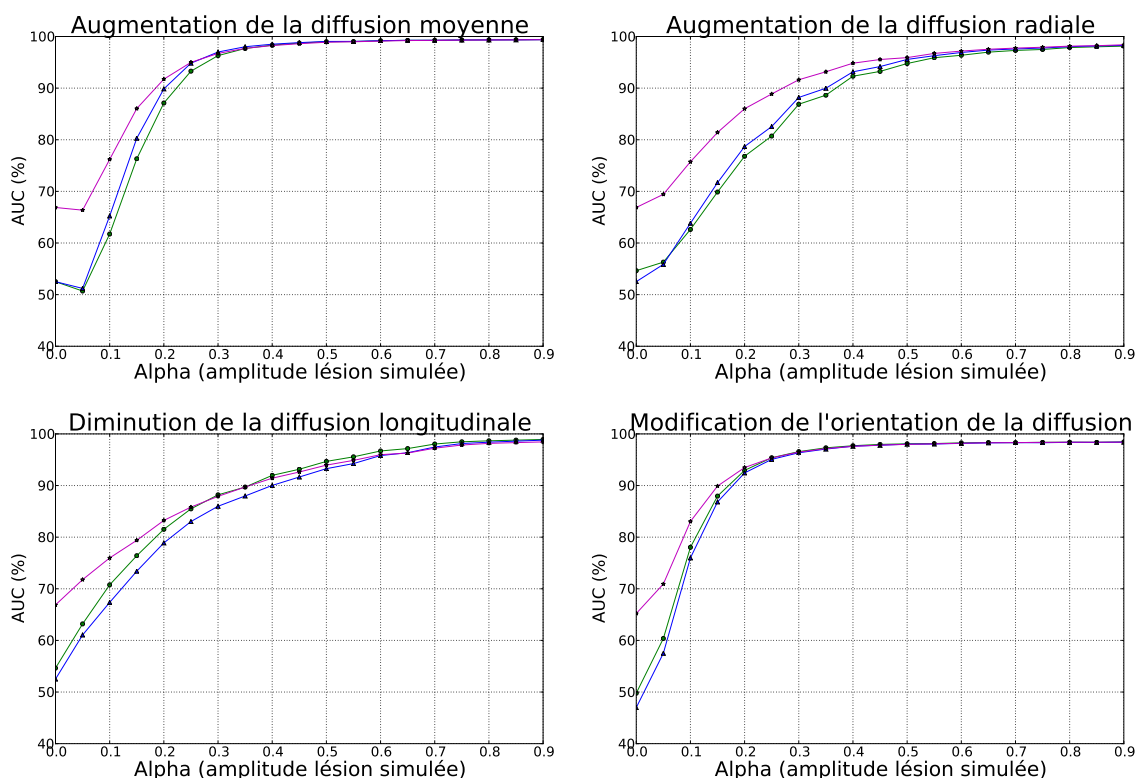 Augmentation de la diffusion moyenne
100
90
80
70
60
50
40
AUC (%)
0.0 0.1 0.2 0.3 0.4 0.5 0.6 0.7 0.8 0.9
Alpha (amplitude lésion simulée)
Augmentation de la diffusion radiale
100
90
80
70
60
50
40
AUC (%)
0.0 0.1 0.2 0.3 0.4 0.5 0.6 0.7 0.8 0.9
Alpha (amplitude lésion simulée)
Diminution de la diffusion longitudinale
100
90
80
70
60
50
40
AUC (%)
0.0 0.1 0.2 0.3 0.4 0.5 0.6 0.7 0.8 0.9
Alpha (amplitude lésion simulée)
Modification de l'orientation de la diffusion
100
90
80
70
60
50
40
AUC (%)
0.0 0.1 0.2 0.3 0.4 0.5 0.6 0.7 0.8 0.9
Alpha (amplitude lésion simulée)